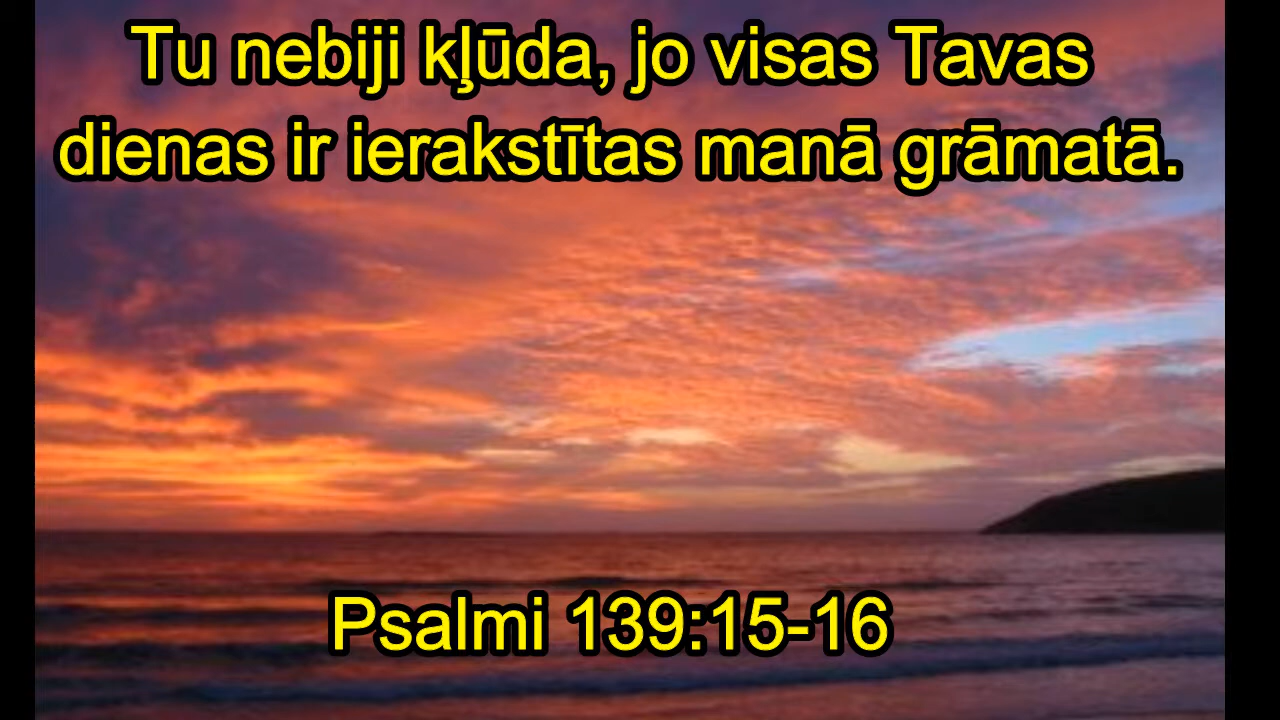 Tu nebiji kļūda, jo visas Tavas
dienas ir ierakstītas manā grāmatā.
Psalmi 139:15-16